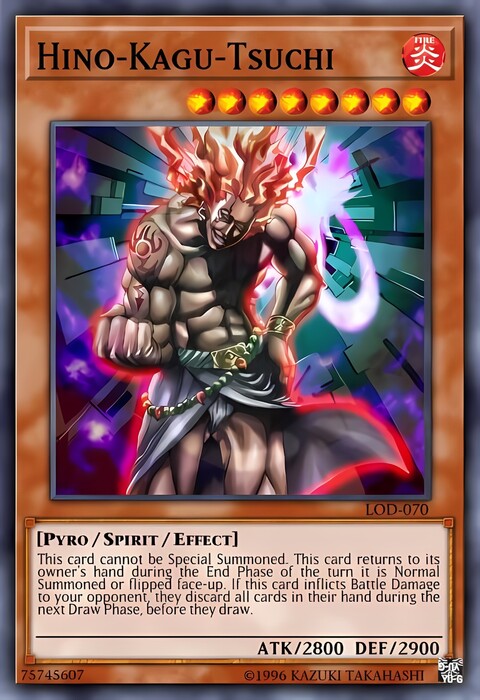 Hino-Kagu-Tsuchi
FIRE
炎
LOD-070
[Pyro / Spirit / Effect]
This card cannot be Special Summoned. This card returns to its
owner's hand during the End Phase of the turn it is Normal
Summoned or flipped face-up. If this card inflicts Battle Damage
to your opponent, they discard all cards in their hand during the
next Draw Phase, before they draw.
ATK/2800 DEF/2900
75745607
©1996 KAZUKI TAKAHASHI